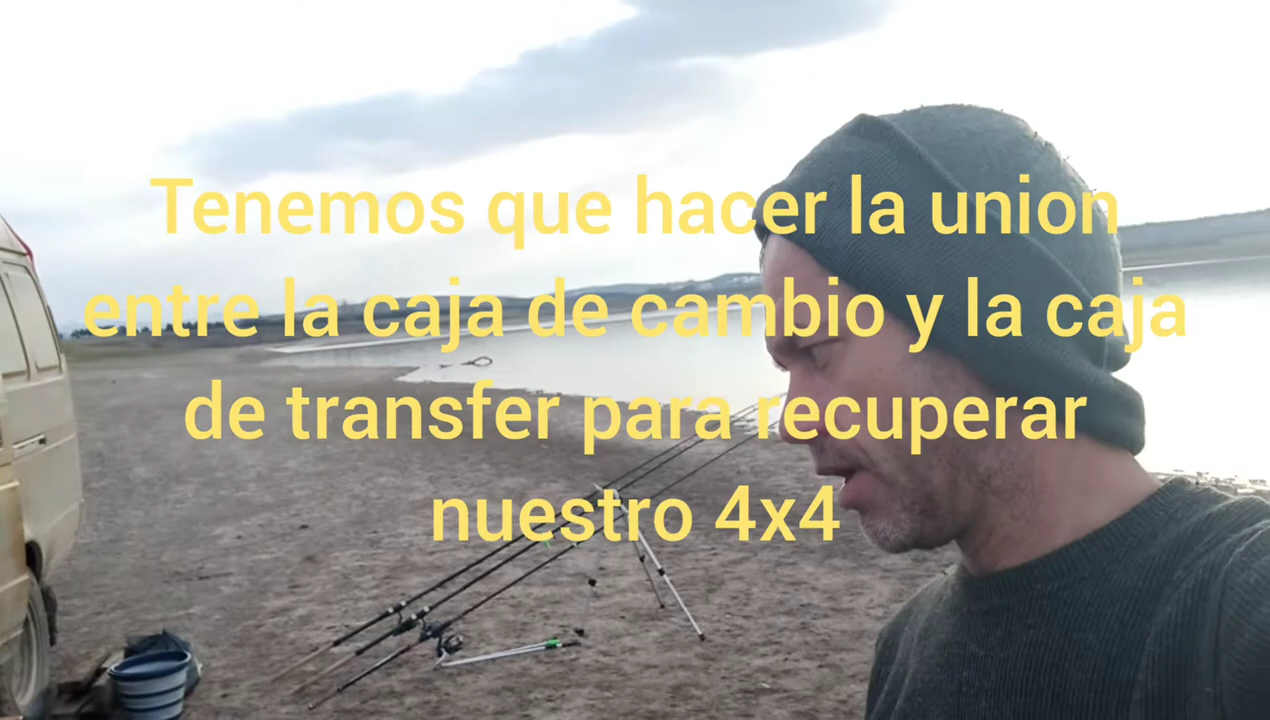 Tenemos que hacer la union
entre la caja de cambio y la caja
de transfer para recuperar
nuestro 4x4